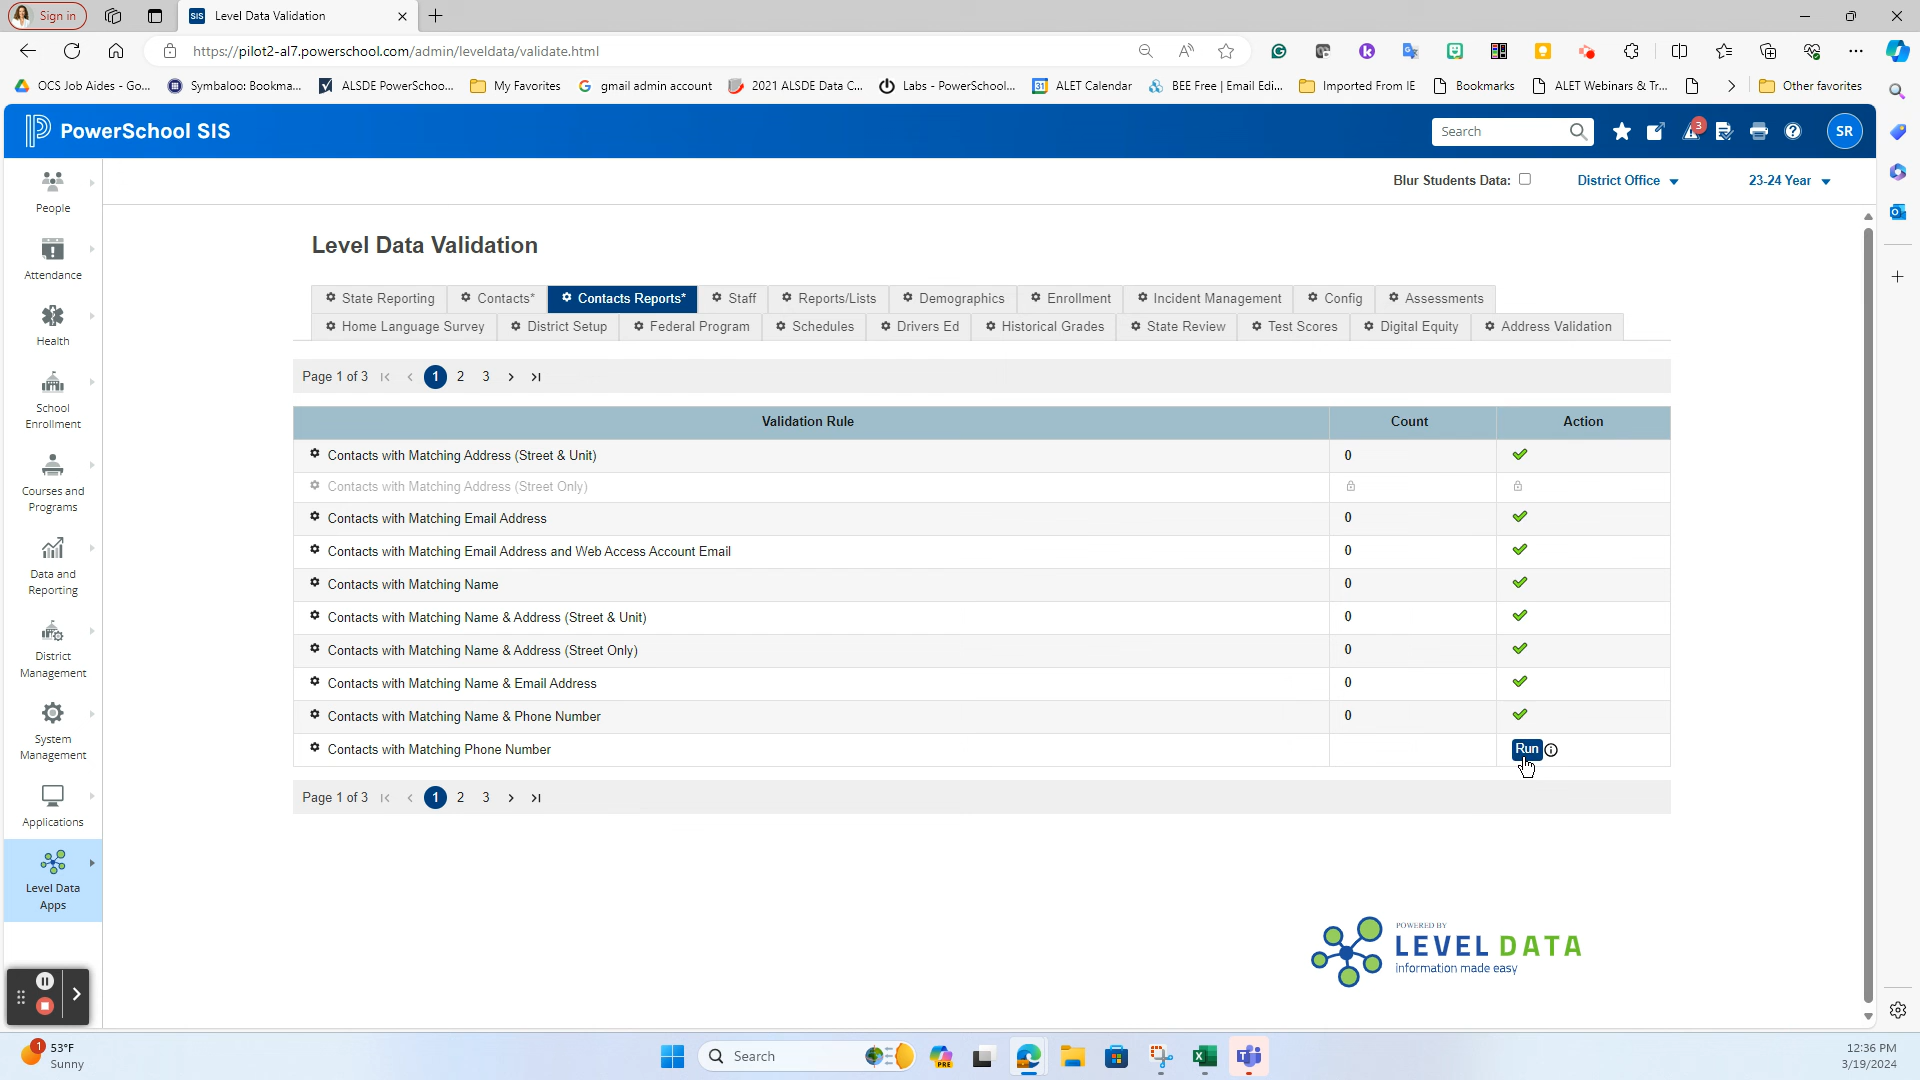 Sign in
SIS Level Data Validation
https://pilot2-al7.powerschool.com/admin/leveldata/validate.html
OCS Job Aides - Go... Symbaloo: Bookma... ALSDE PowerSchoo... My Favorites gmail admin account 2021 ALSDE Data C... Labs - PowerSchool... ALET Calendar BEE Free | Email Edi... Imported From IE Bookmarks ALET Webinars & Tr... Other favorites
PowerSchool SIS
Search
3
SR
Blur Students Data:
District Office
23-24 Year
People
Attendance
Health
School
Enrollment
Courses and
Programs
Data and
Reporting
District
Management
System
Management
Applications
Level Data
Apps
Level Data Validation
State Reporting Contacts* Contacts Reports* Staff Reports/Lists Demographics Enrollment Incident Management Config Assessments
Home Language Survey District Setup Federal Program Schedules Drivers Ed Historical Grades State Review Test Scores Digital Equity Address Validation
Page 1 of 3 1 2 3
Validation Rule Count Action
Contacts with Matching Address (Street & Unit) 0
Contacts with Matching Address (Street Only)
Contacts with Matching Email Address 0
Contacts with Matching Email Address and Web Access Account Email 0
Contacts with Matching Name 0
Contacts with Matching Name & Address (Street & Unit) 0
Contacts with Matching Name & Address (Street Only) 0
Contacts with Matching Name & Email Address 0
Contacts with Matching Name & Phone Number 0
Contacts with Matching Phone Number Run
Page 1 of 3 1 2 3
POWERED BY
LEVEL DATA
information made easy
1
53°F
Sunny
Search
PRE
12:36 PM
3/19/2024